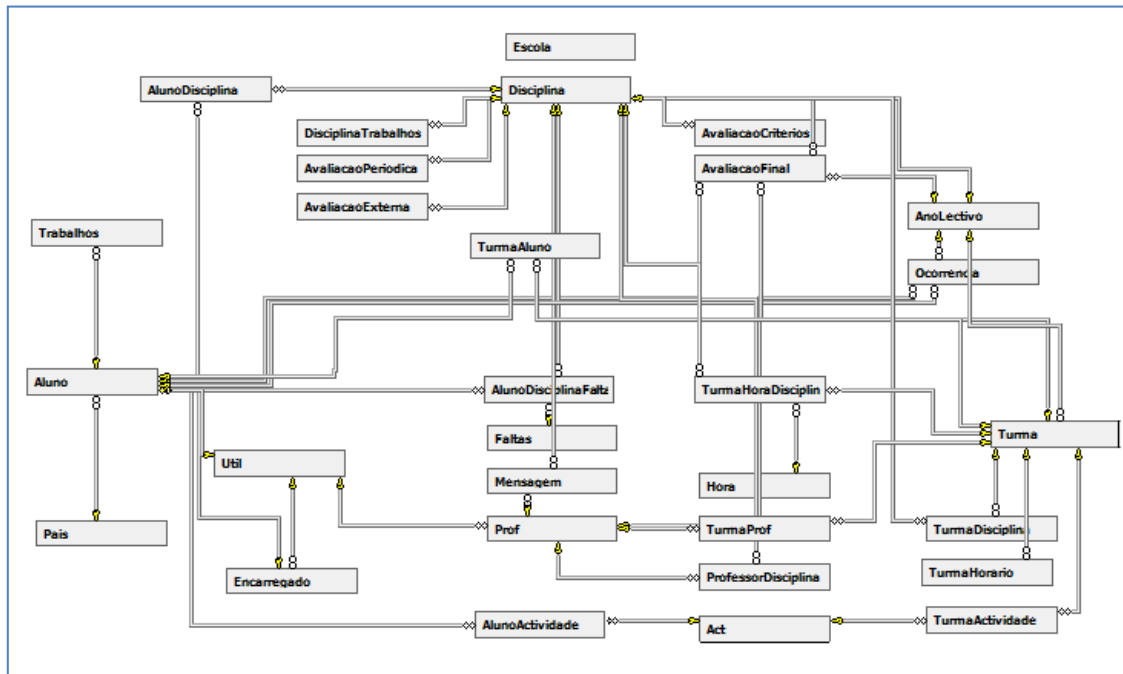 Escola
AlunoDisciplina
Disciplina
DisciplinaTrabalhos
AvaliacaoCriterios
AvaliacaoPeriodica
AvaliacaoFinal
AvaliacaoExterna
AnoLectivo
Trabalhos
TurmaAluno
Ocorrencia
Aluno
AlunoDisciplinaFalta
TurmaHoraDisciplin
Faltas
Turma
Util
Mensagem
Hora
Pais
Prof
TurmaProf
TurmaDisciplina
Encarregado
ProfessorDisciplina
TurmaHorario
AlunoActividade
Act
TurmaActividade